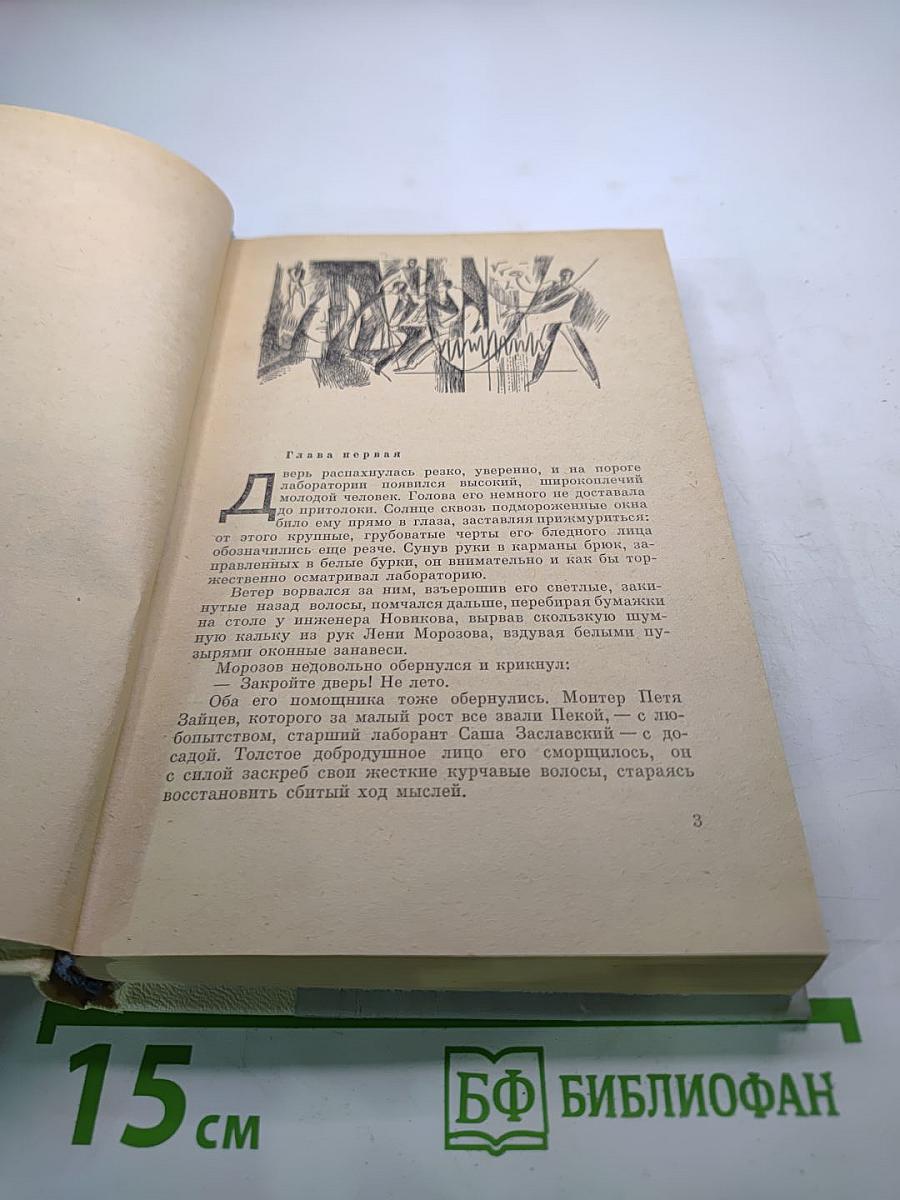 Глава первая
Дверь распахнулась резко, уверенно, и на пороге
лаборатории появился высокий, широкоплечий
молодой человек. Голова его немного не доставала
до притолоки. Солнце сквозь подмороженные окна
било ему прямо в глаза, заставляя прижмуриться:
от этого крупные, грубоватые черты его бледного лица
обозначились еще резче. Сунув руки в карманы брюк, за-
правленных в белые бурки, он внимательно и как бы тор-
жественно осматривал лабораторию.
Ветер ворвался за ним, взъерошив его светлые, заки-
нутые назад волосы, помчался дальше, перебирая бумажки
на столе у инженера Новикова, вырвав скользкую шум-
ную кальку из рук Лени Морозова, вздувая белыми пу-
зырями оконные занавеси.
Морозов недовольно обернулся и крикнул:
— Закройте дверь! Не лето.
Оба его помощника тоже обернулись. Монтер Петя
Зайцев, которого за малый рост все звали Пекой, — с лю-
бопытством, старший лаборант Саша Заславский — с до-
садой. Толстое добродушное лицо его сморщилось, он
с силой заскреб свои жесткие курчавые волосы, стараясь
восстановить сбитый ход мыслей.
3
15 см
БФ БИБЛИОФАН